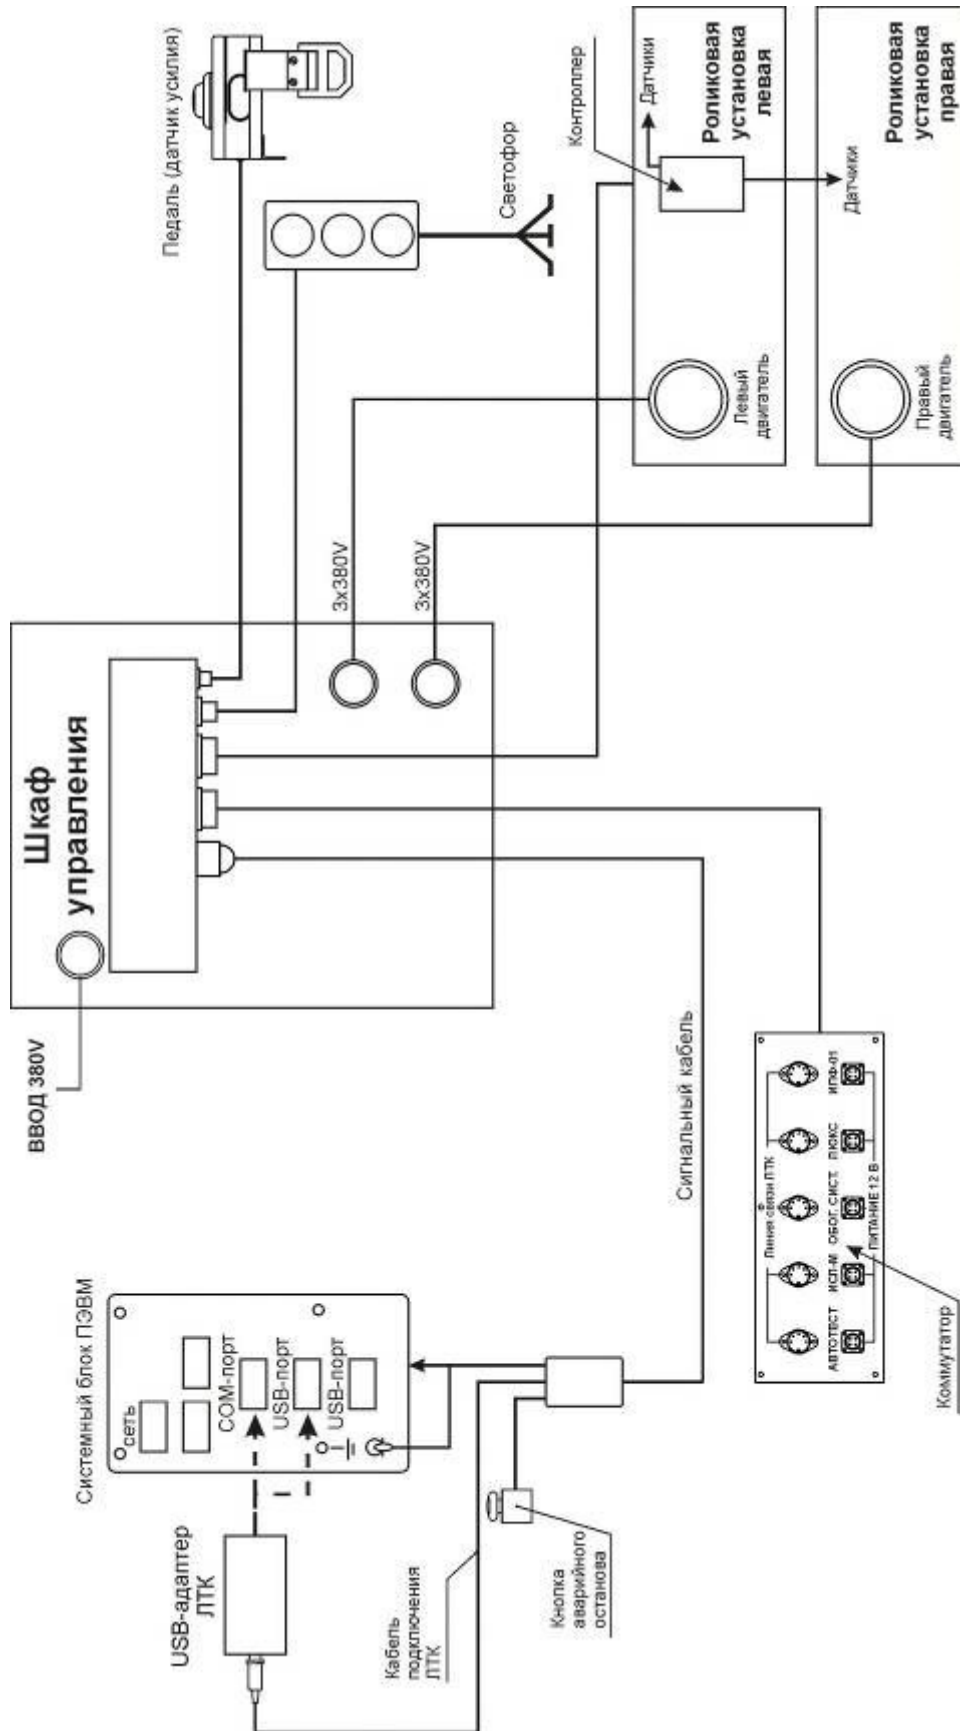 Педаль (датчик усилия)
Светофор
Контроллер
Датчики
Роликовая
установка
левая
Левый
двигатель
Роликовая
установка
правая
Датчики
Правый
двигатель
3x380V
3x380V
Шкаф
управления
ВВОД 380V
Сигнальный кабель
Системный блок ПЭВМ
сеть
COM-порт
USB-порт
USB-порт
USB-адаптер
ЛТК
Кабель
подключения
ЛТК
Кнопка
аварийного
останова
Линия связи ЛТК
АВТОТЕСТ
ИСП-М
ОБОГ. СИСТ.
ЛЮКС
ИПФ-01
ПИТАНИЕ 12 В
Коммутатор